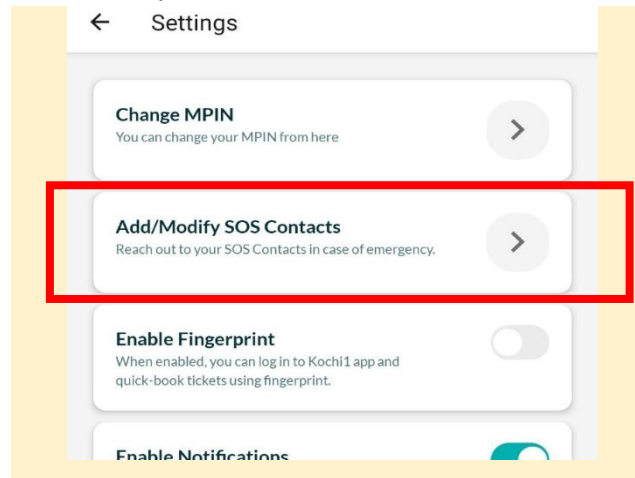 Settings
Change MPIN
You can change your MPIN from here
Add/Modify SOS Contacts
Reach out to your SOS Contacts in case of emergency.
Enable Fingerprint
When enabled, you can log in to Kochi1 app and
quick-book tickets using fingerprint.
Enable Notifications